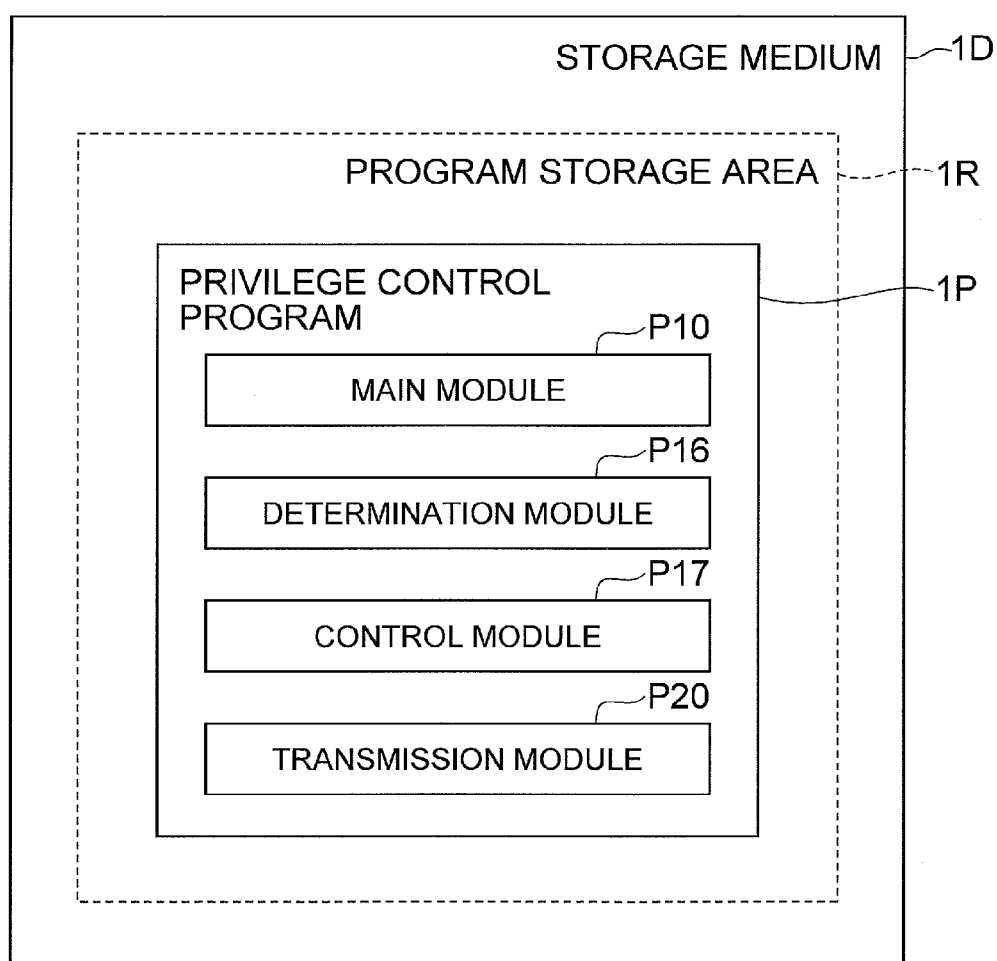 STORAGE MEDIUM
1D
PROGRAM STORAGE AREA
1R
PRIVILEGE CONTROL
PROGRAM
1P
P10
MAIN MODULE
P16
DETERMINATION MODULE
P17
CONTROL MODULE
P20
TRANSMISSION MODULE